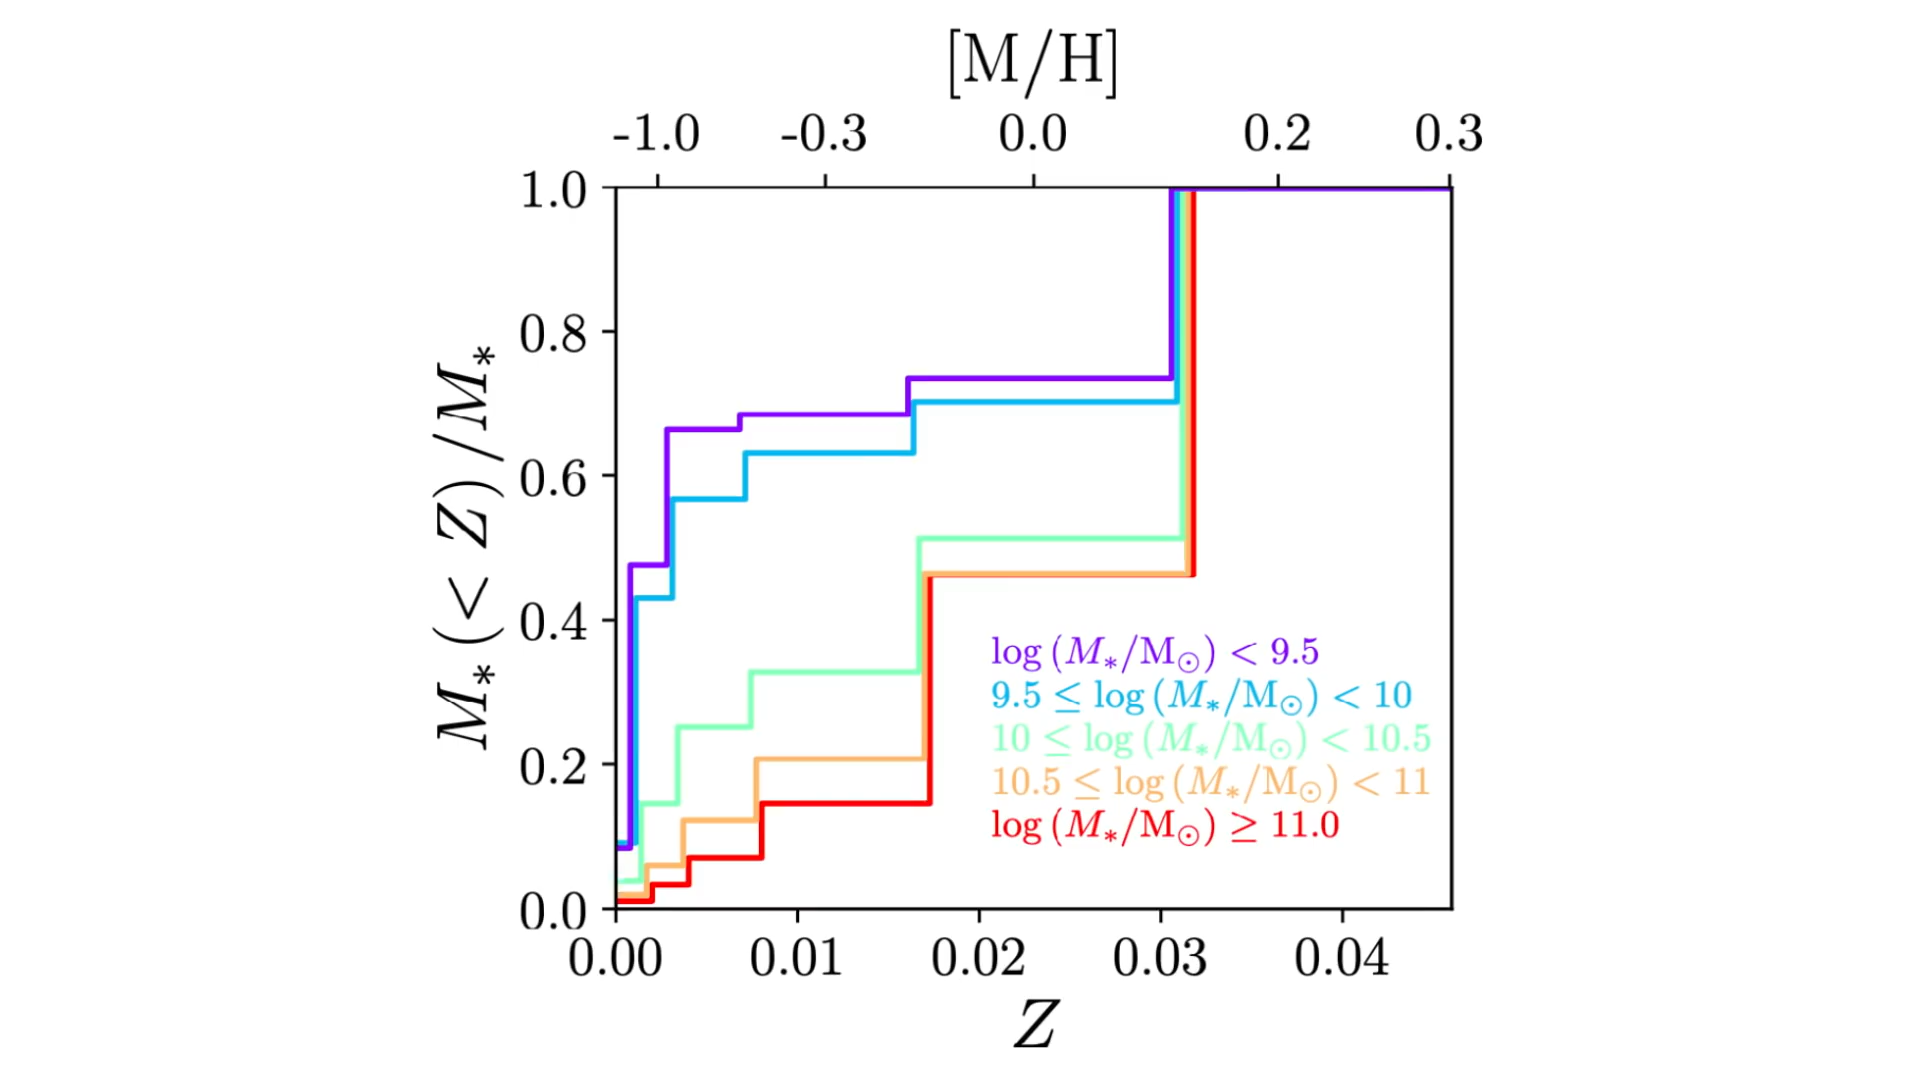 [M/H]
-1.0 -0.3 0.0 0.2 0.3
1.0
0.8
0.6
0.4
0.2
0.0
M* (< Z) /M*
log (M*/M⊙) < 9.5
9.5 ≤ log (M*/M⊙) < 10
10 ≤ log (M*/M⊙) < 10.5
10.5 ≤ log (M*/M⊙) < 11
log (M*/M⊙) ≥ 11.0
0.00 0.01 0.02 0.03 0.04
Z